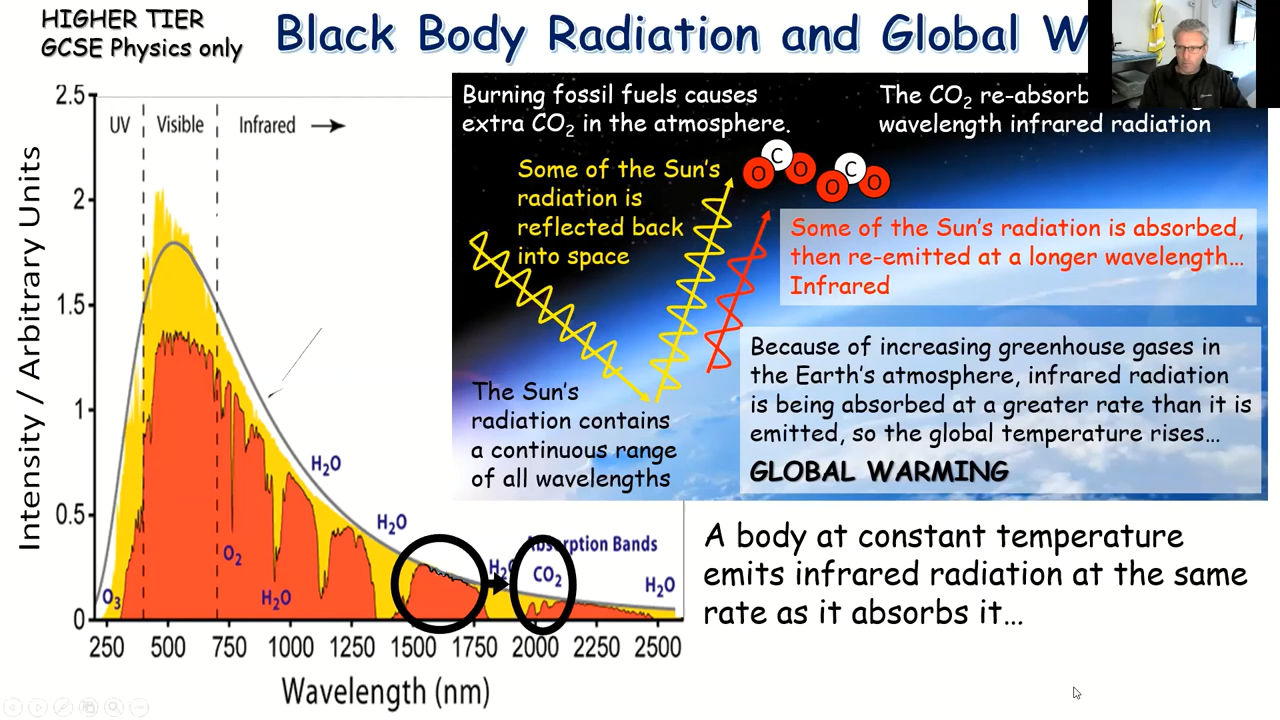 HIGHER TIER
GCSE Physics only
Black Body Radiation and Global W
2.5
2
1.5
1
0.5
0
Intensity / Arbitrary Units
UV
Visible
Infrared
H₂O
H₂O
Absorption Bands
H₂O
CO₂
H₂O
O₂
O₃
H₂O
250 500 750 1000 1250 1500 1750 2000 2250 2500
Wavelength (nm)
Burning fossil fuels causes
extra CO₂ in the atmosphere.
The CO₂ re-absorb
wavelength infrared radiation
C
O O
C
O O
Some of the Sun's
radiation is
reflected back
into space
Some of the Sun's radiation is absorbed,
then re-emitted at a longer wavelength…
Infrared
The Sun's
radiation contains
a continuous range
of all wavelengths
Because of increasing greenhouse gases in
the Earth's atmosphere, infrared radiation
is being absorbed at a greater rate than it is
emitted, so the global temperature rises…
GLOBAL WARMING
A body at constant temperature
emits infrared radiation at the same
rate as it absorbs it…